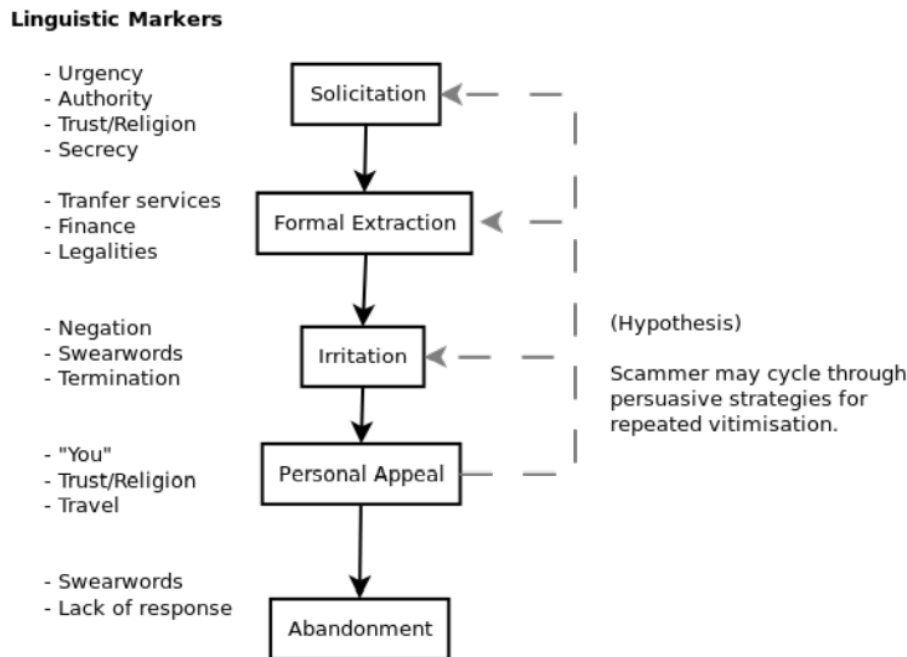 Linguistic Markers
- Urgency
- Authority
- Trust/Religion
- Secrecy
Solicitation
- Tranfer services
- Finance
- Legalities
Formal Extraction
- Negation
- Swearwords
- Termination
Irritation
(Hypothesis)
Scammer may cycle through
persuasive strategies for
repeated vitimisation.
- "You"
- Trust/Religion
- Travel
Personal Appeal
- Swearwords
- Lack of response
Abandonment